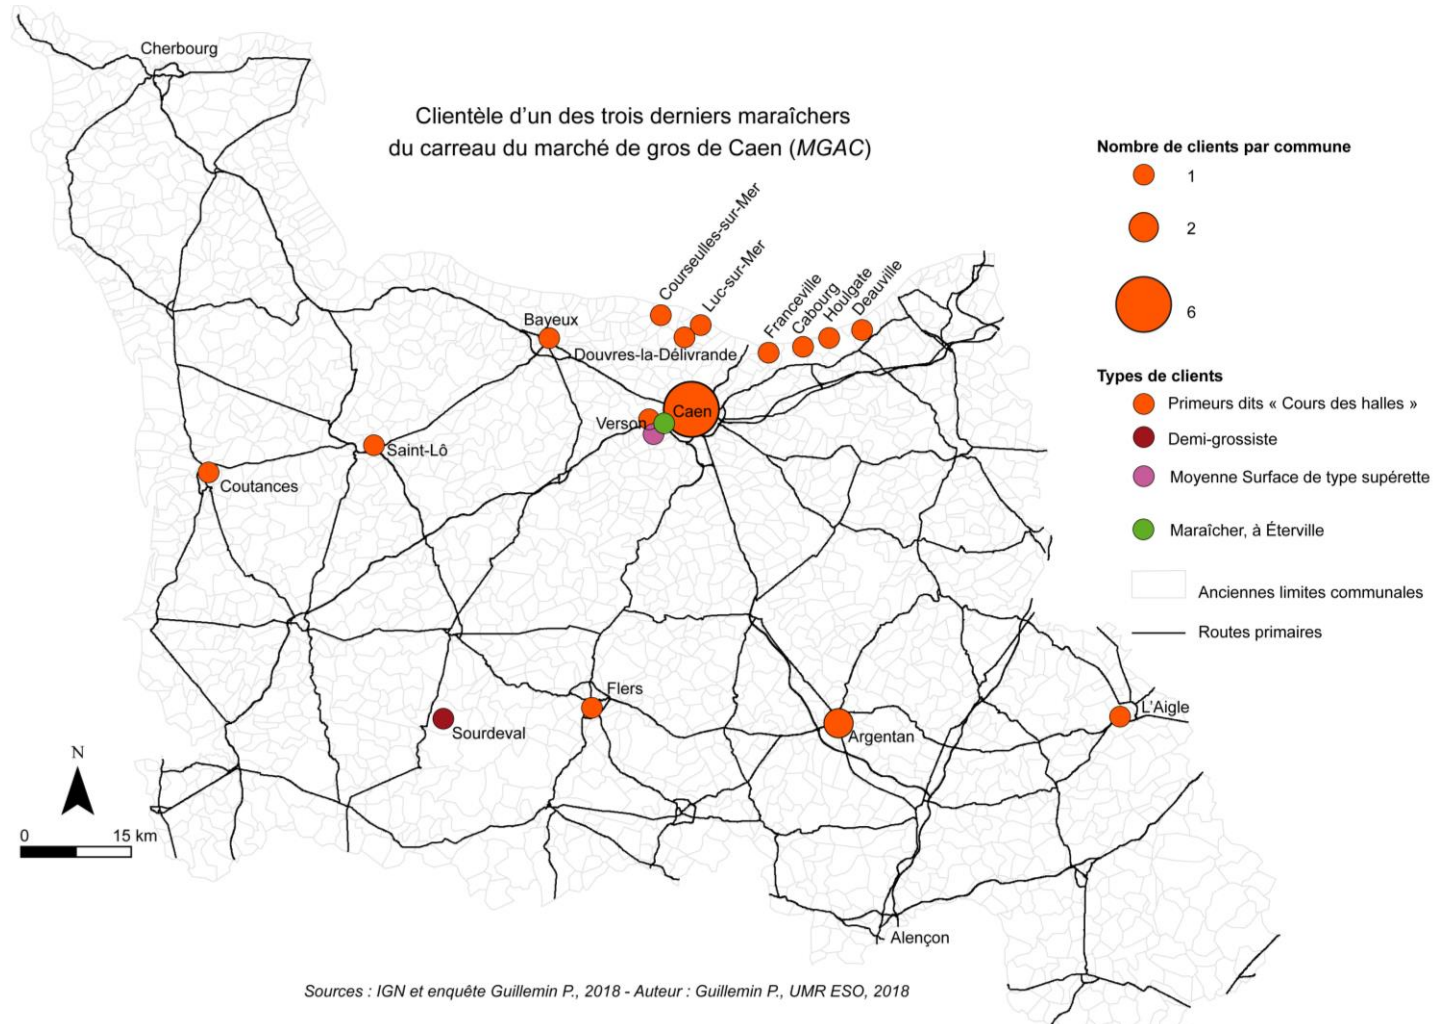 Cherbourg
Clientèle d'un des trois derniers maraîchers
du carreau du marché de gros de Caen (MGAC)
Courseulles-sur-Mer
Luc-sur-Mer
Franceville
Cabourg
Houlgate
Deauville
Bayeux
Douvres-la-Délivrande
Caen
Verson
Saint-Lô
Coutances
Flers
Sourdeval
Argentan
L'Aigle
Alençon
N
0 15 km
Nombre de clients par commune
1
2
6
Types de clients
Primeurs dits « Cours des halles »
Demi-grossiste
Moyenne Surface de type supérette
Maraîcher, à Éterville
Anciennes limites communales
Routes primaires
Sources : IGN et enquête Guillemin P., 2018 - Auteur : Guillemin P., UMR ESO, 2018